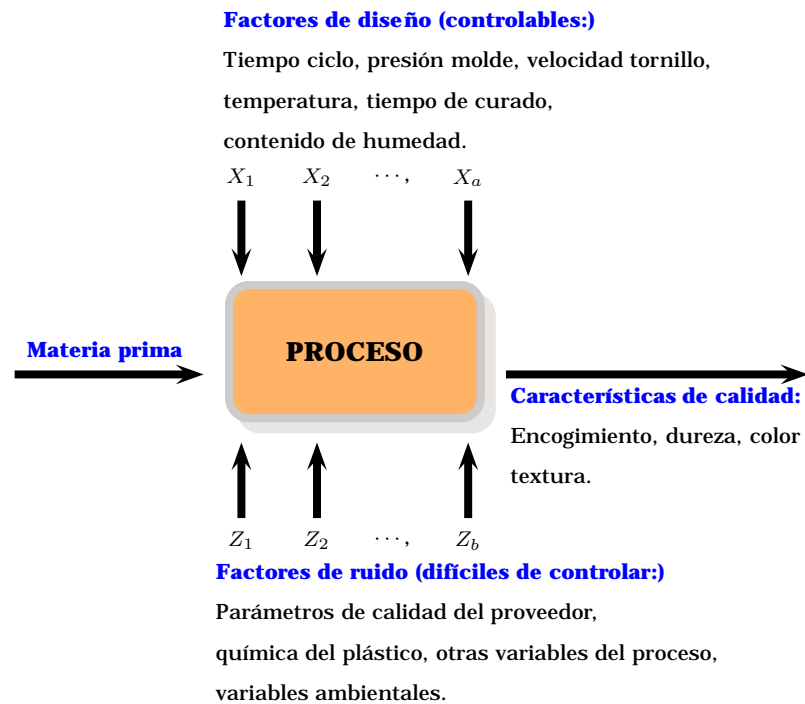 Factores de diseño (controlables:)
Tiempo ciclo, presión molde, velocidad tornillo,
temperatura, tiempo de curado,
contenido de humedad.
X₁ X₂ ⋯, Xₐ
Materia prima
PROCESO
Características de calidad:
Encogimiento, dureza, color
textura.
Z₁ Z₂ ⋯, Z_b
Factores de ruido (difíciles de controlar:)
Parámetros de calidad del proveedor,
química del plástico, otras variables del proceso,
variables ambientales.